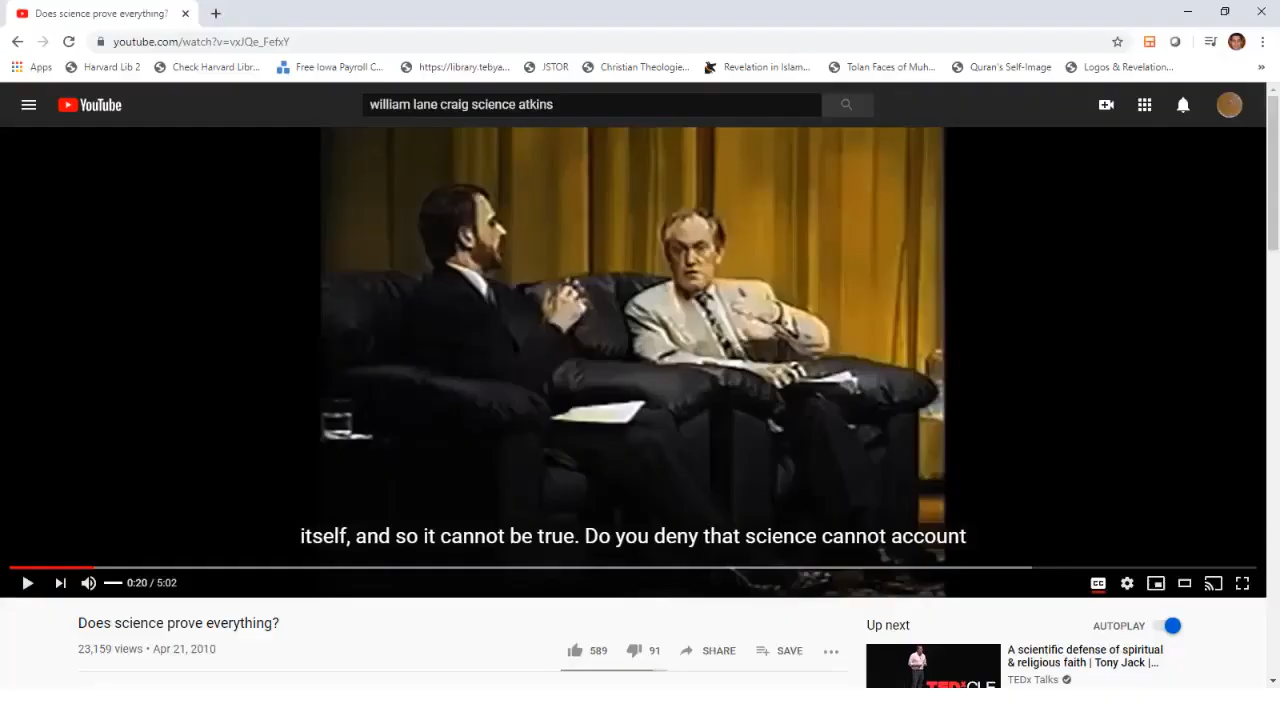 Does science prove everything?
youtube.com/watch?v=vxJQe_FefxY
Apps Harvard Lib 2 Check Harvard Libr... Free Iowa Payroll C... https://library.tebya... JSTOR Christian Theologie... Revelation in Islam... Tolan Faces of Muh... Quran's Self-Image Logos & Revelation... »
YouTube
william lane craig science atkins
itself, and so it cannot be true. Do you deny that science cannot account
0:20 / 5:02
CC
Does science prove everything?
23,159 views • Apr 21, 2010
589 91 SHARE SAVE
Up next AUTOPLAY
A scientific defense of spiritual
& religious faith | Tony Jack |...
TEDx Talks
TEDxCLE